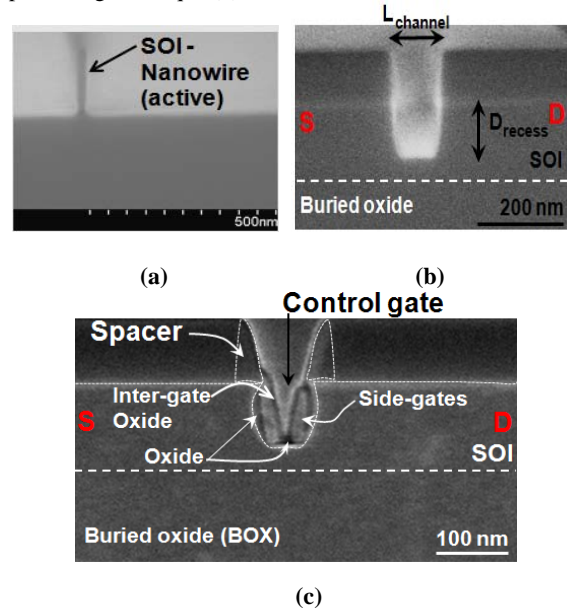 SOI -
Nanowire
(active)
500nm
(a)
L channel
S
D
D recess
SOI
Buried oxide
200 nm
(b)
Control gate
Spacer
Inter-gate
Oxide
Side-gates
S
D
Oxide
SOI
Buried oxide (BOX)
100 nm
(c)